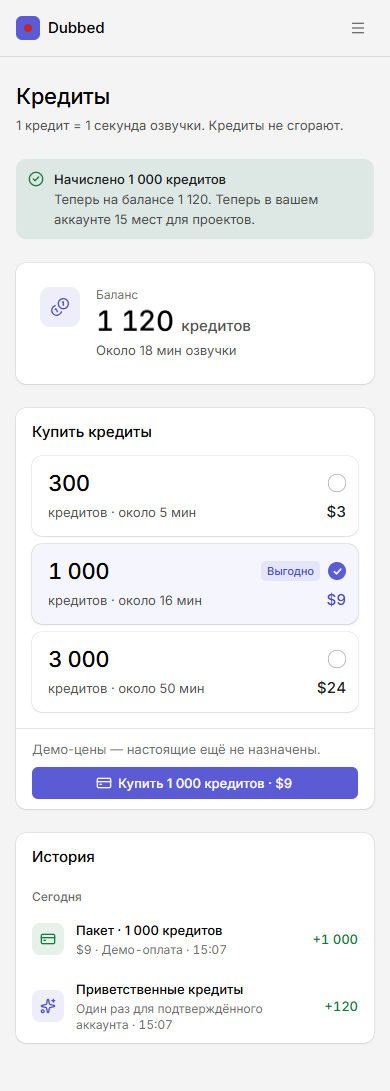 Dubbed
Кредиты
1 кредит = 1 секунда озвучки. Кредиты не сгорают.
Начислено 1 000 кредитов
Теперь на балансе 1 120. Теперь в вашем
аккаунте 15 мест для проектов.
Баланс
1 120 кредитов
Около 18 мин озвучки
Купить кредиты
300
кредитов · около 5 мин
$3
1 000
Выгодно
кредитов · около 16 мин
$9
3 000
кредитов · около 50 мин
$24
Демо-цены — настоящие ещё не назначены.
Купить 1 000 кредитов · $9
История
Сегодня
Пакет · 1 000 кредитов
$9 · Демо-оплата · 15:07
+1 000
Приветственные кредиты
Один раз для подтверждённого
аккаунта · 15:07
+120